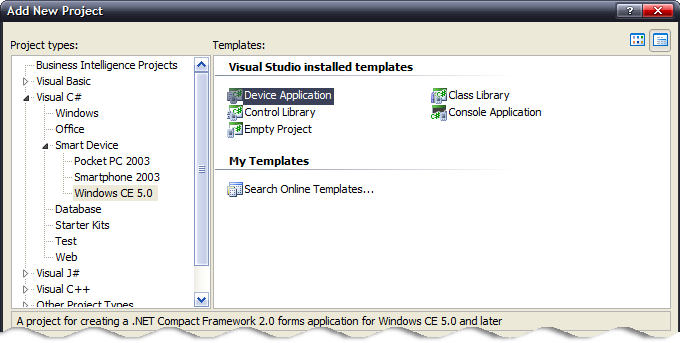 Add New Project
Project types:
Templates:
Business Intelligence Projects
Visual Basic
Visual C#
Windows
Office
Smart Device
Pocket PC 2003
Smartphone 2003
Windows CE 5.0
Database
Starter Kits
Test
Web
Visual J#
Visual C++
Other Project Types
Visual Studio installed templates
Device Application
Class Library
Control Library
Console Application
Empty Project
My Templates
Search Online Templates...
A project for creating a .NET Compact Framework 2.0 forms application for Windows CE 5.0 and later